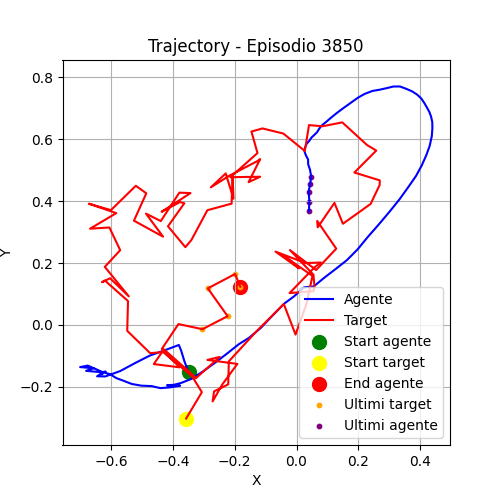 Trajectory - Episodio 3850
0.8
0.6
0.4
0.2
0.0
−0.2
Y
−0.6 −0.4 −0.2 0.0 0.2 0.4
X
Agente
Target
Start agente
Start target
End agente
Ultimi target
Ultimi agente